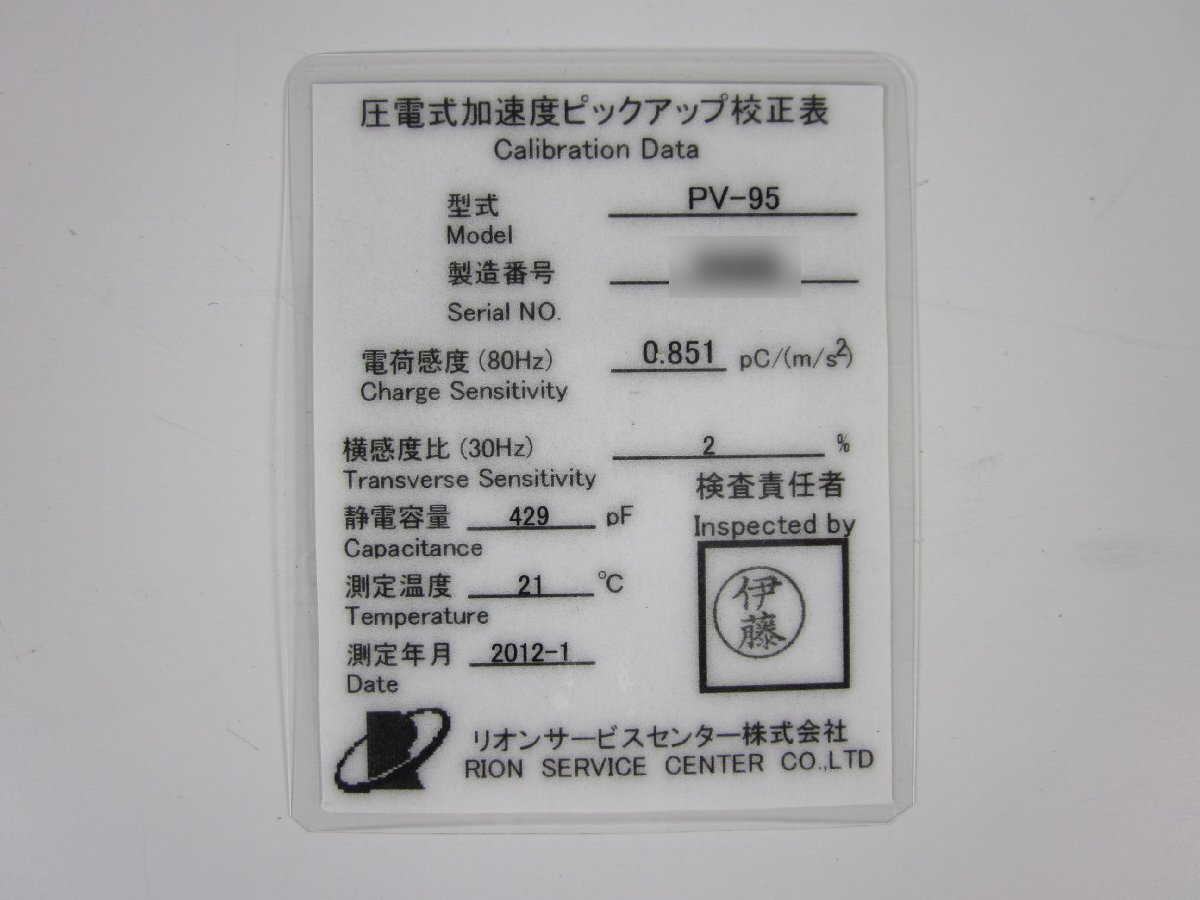 圧電式加速度ピックアップ校正表
Calibration Data
型式 PV-95
Model
製造番号
Serial NO.
電荷感度 (80Hz) 0.851 pC/(m/s²)
Charge Sensitivity
横感度比 (30Hz) 2 %
Transverse Sensitivity
検査責任者
静電容量 429 pF
Inspected by
Capacitance
伊藤
測定温度 21 ℃
Temperature
測定年月 2012-1
Date
リオンサービスセンター株式会社
RION SERVICE CENTER CO.,LTD